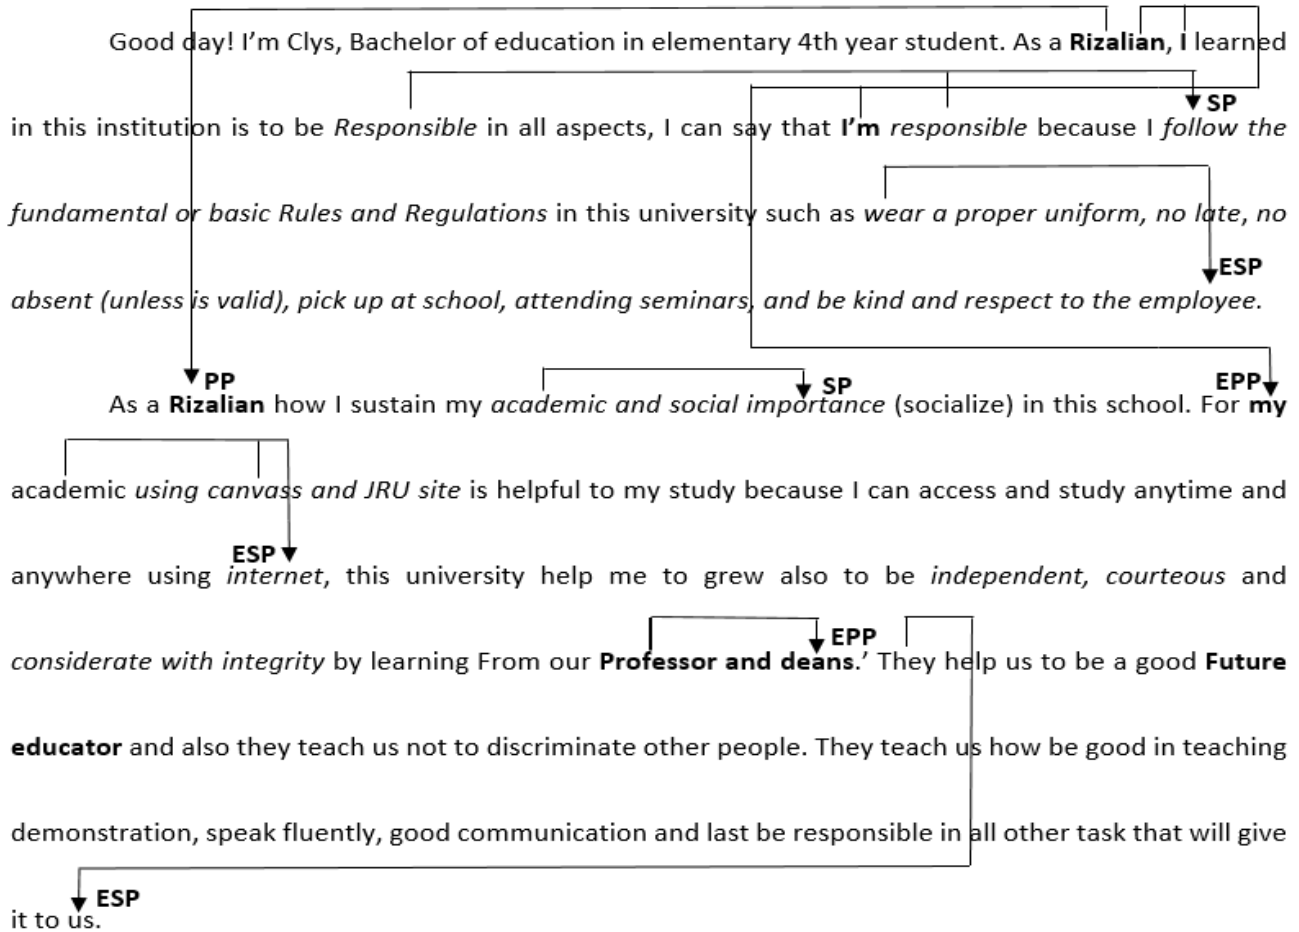 Good day! I'm Clys, Bachelor of education in elementary 4th year student. As a Rizalian, I learned
SP
in this institution is to be Responsible in all aspects, I can say that I'm responsible because I follow the
fundamental or basic Rules and Regulations in this university such as wear a proper uniform, no late, no
ESP
absent (unless is valid), pick up at school, attending seminars, and be kind and respect to the employee.
PP SP EPP
As a Rizalian how I sustain my academic and social importance (socialize) in this school. For my
academic using canvass and JRU site is helpful to my study because I can access and study anytime and
ESP
anywhere using internet, this university help me to grew also to be independent, courteous and
EPP
considerate with integrity by learning From our Professor and deans.’ They help us to be a good Future
educator and also they teach us not to discriminate other people. They teach us how be good in teaching
demonstration, speak fluently, good communication and last be responsible in all other task that will give
ESP
it to us.